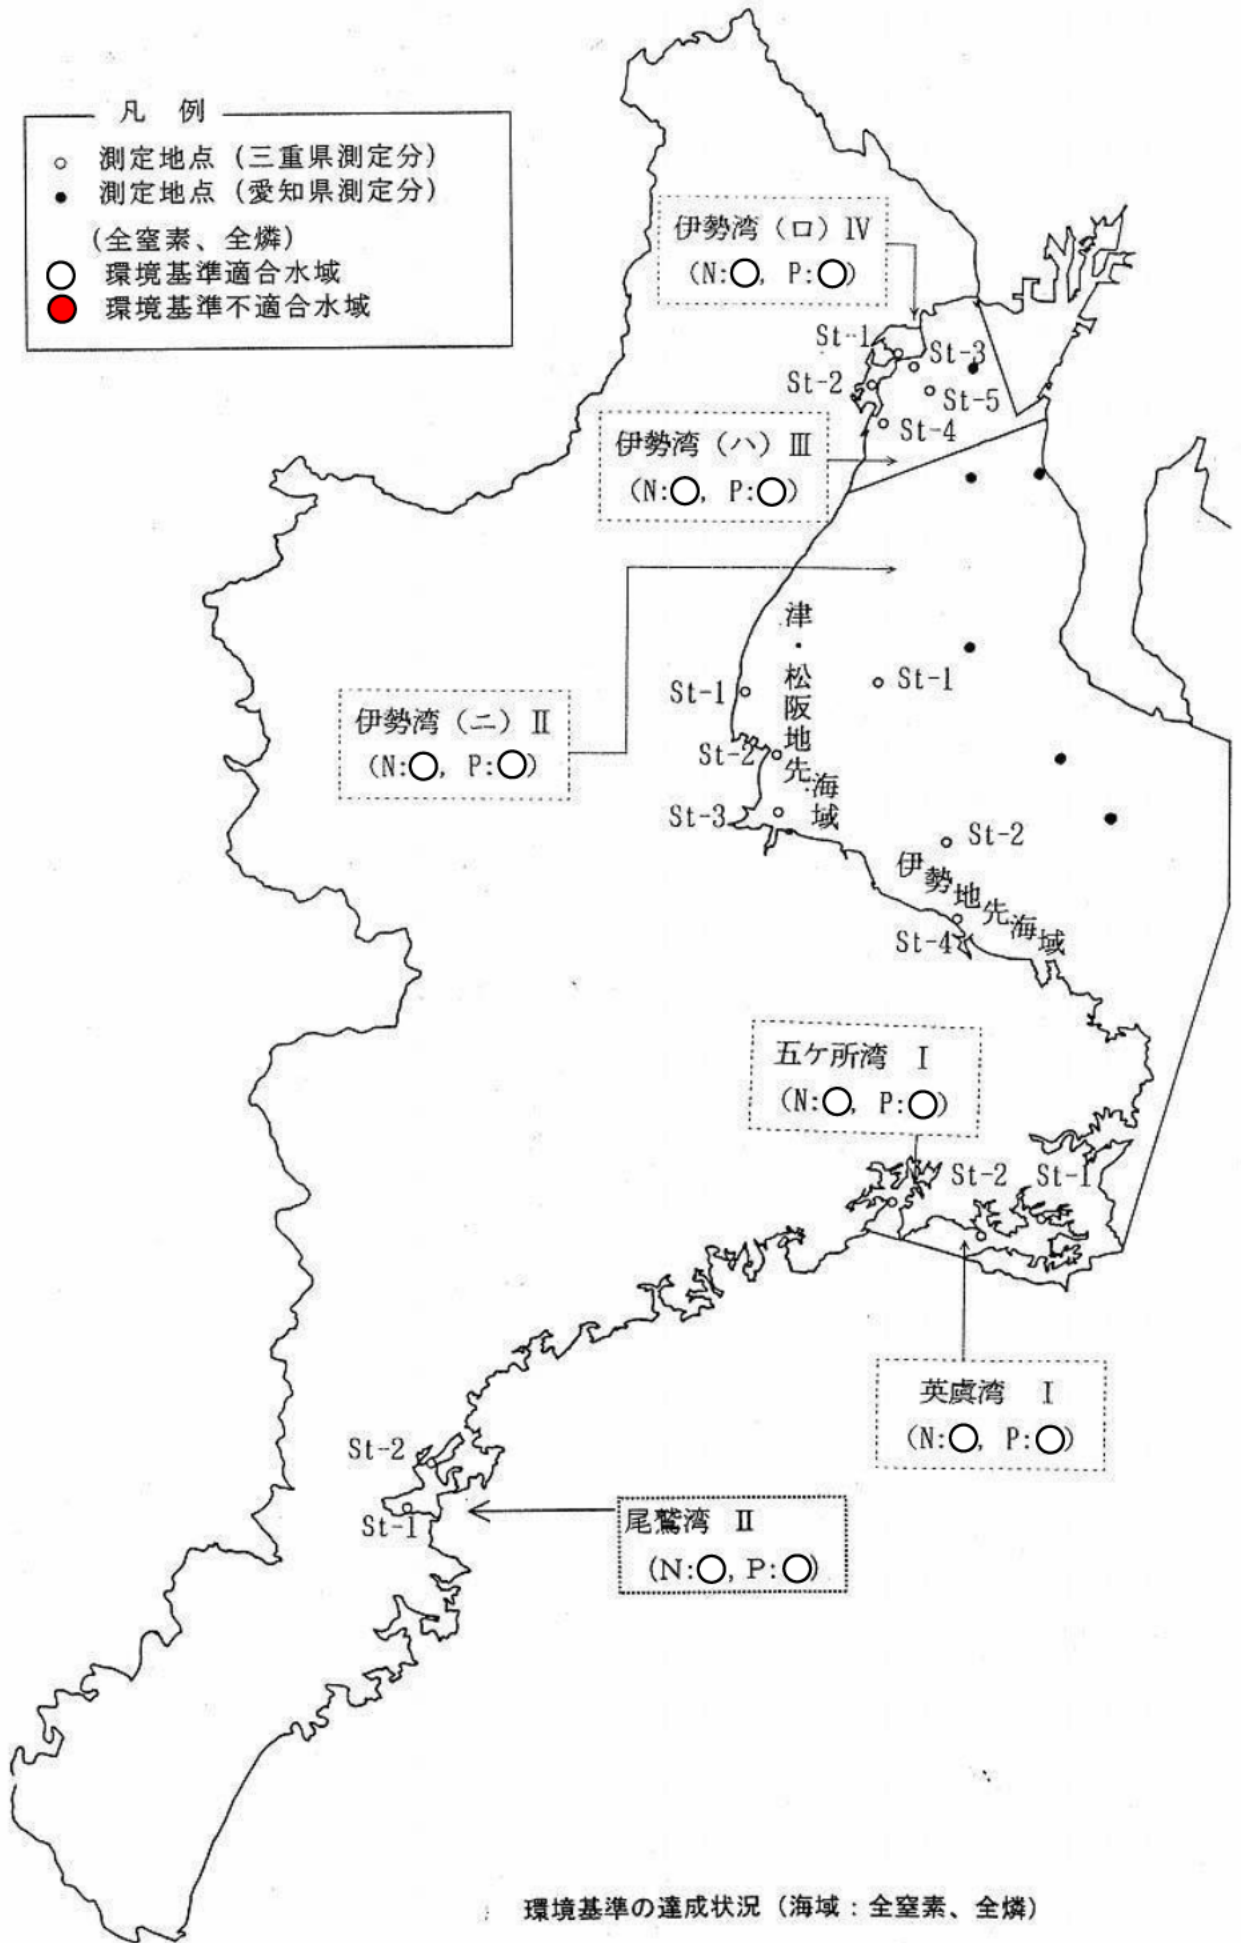 凡 例
測定地点 (三重県測定分)
測定地点 (愛知県測定分)
(全窒素、全燐)
環境基準適合水域
環境基準不適合水域
伊勢湾 (ロ) Ⅳ
(N:○, P:○)
St-1
St-3
St-2
St-5
St-4
伊勢湾 (ハ) Ⅲ
(N:○, P:○)
津・松阪地先海域
St-1
St-1
伊勢湾 (ニ) Ⅱ
(N:○, P:○)
St-2
St-3
St-2
伊勢地先海域
St-4
五ケ所湾 Ⅰ
(N:○, P:○)
St-2
St-1
英虞湾 Ⅰ
(N:○, P:○)
St-2
St-1
尾鷲湾 Ⅱ
(N:○, P:○)
環境基準の達成状況 (海域:全窒素、全燐)